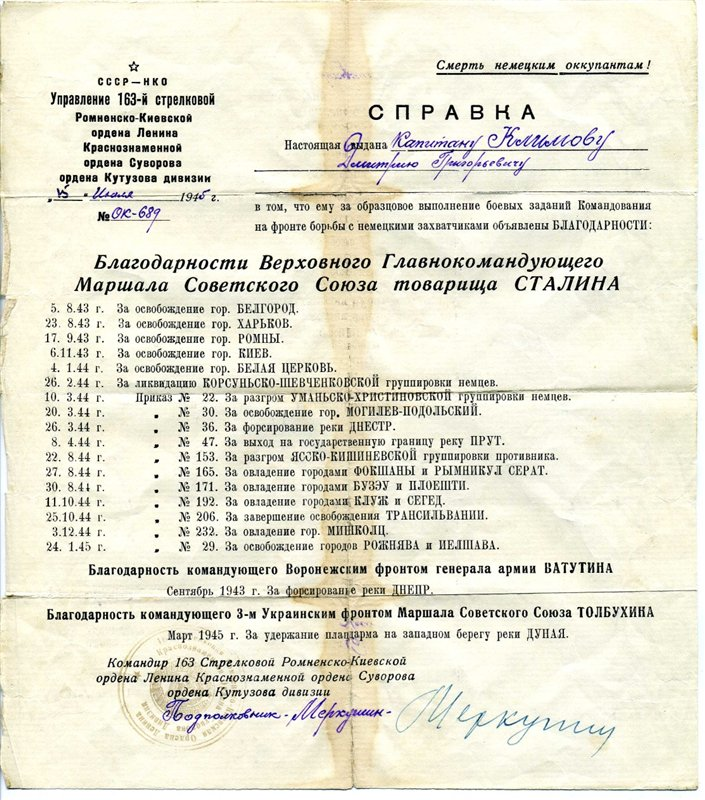 Смерть немецким оккупантам!
СССР—НКО
Управление 163-й стрелковой
Ромненско-Киевской
ордена Ленина
Краснознаменной
ордена Суворова
ордена Кутузова дивизии
„15“ Июля 1945 г.
№ ОК-689
СПРАВКА
Настоящая выдана Капитану Климову
Дмитрию Григорьевичу
в том, что ему за образцовое выполнение боевых заданий Командования
на фронте борьбы с немецкими захватчиками объявлены БЛАГОДАРНОСТИ:
Благодарности Верховного Главнокомандующего
Маршала Советского Союза товарища СТАЛИНА
5. 8.43 г. За освобождение гор. БЕЛГОРОД.
23. 8.43 г. За освобождение гор. ХАРЬКОВ.
17. 9.43 г. За освобождение гор. РОМНЫ.
6.11.43 г. За освобождение гор. КИЕВ.
4. 1.44 г. За освобождение гор. БЕЛАЯ ЦЕРКОВЬ.
26. 2.44 г. За ликвидацию КОРСУНЬСКО-ШЕВЧЕНКОВСКОЙ группировки немцев.
10. 3.44 г. Приказ № 22. За разгром УМАНЬСКО-ХРИСТИНОВСКОЙ группировки немцев.
20. 3.44 г. „ № 30. За освобождение гор. МОГИЛЕВ-ПОДОЛЬСКИЙ.
26. 3.44 г. „ № 36. За форсирование реки ДНЕСТР.
8. 4.44 г. „ № 47. За выход на государственную границу реку ПРУТ.
22. 8.44 г. „ № 153. За разгром ЯССКО-КИШИНЕВСКОЙ группировки противника.
27. 8.44 г. „ № 165. За овладение городами ФОКШАНЫ и РЫМНИКУЛ СЕРАТ.
30. 8.44 г. „ № 171. За овладение городами БУЗЭУ и ПЛОЕШТИ.
11.10.44 г. „ № 192. За овладение городами КЛУЖ и СЕГЕД.
25.10.44 г. „ № 206. За завершение освобождения ТРАНСИЛЬВАНИИ.
3.12.44 г. „ № 232. За овладение гор. МИШКОЛЦ.
24. 1.45 г. „ № 29. За освобождение городов РОЖНЯВА и ИЕЛШАВА.
Благодарность командующего Воронежским фронтом генерала армии ВАТУТИНА
Сентябрь 1943 г. За форсирование реки ДНЕПР.
Благодарность командующего 3-м Украинским фронтом Маршала Советского Союза ТОЛБУХИНА
Март 1945 г. За удержание плацдарма на западном берегу реки ДУНАЯ.
Командир 163 Стрелковой Ромненско-Киевской
ордена Ленина Краснознаменной ордена Суворова
ордена Кутузова дивизии
Подполковник - Меркушин -
Меркушин